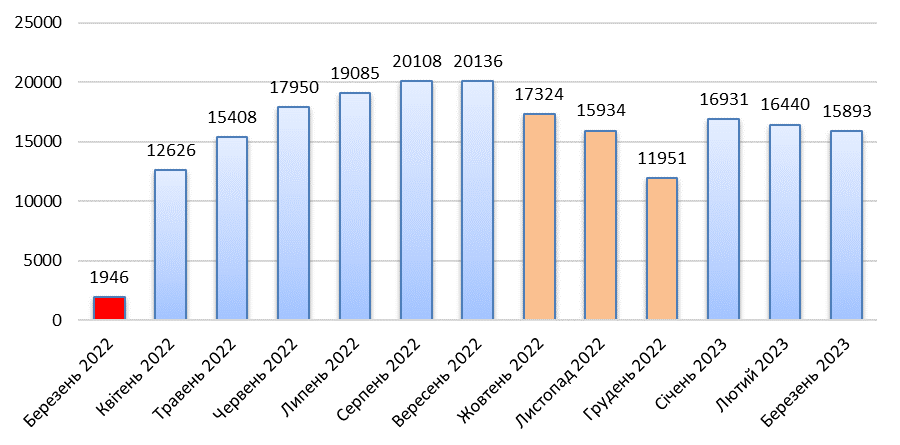 25000
20000
15000
10000
5000
0
1946
12626
15408
17950
19085
20108
20136
17324
15934
11951
16931
16440
15893
Березень 2022
Квітень 2022
Травень 2022
Червень 2022
Липень 2022
Серпень 2022
Вересень 2022
Жовтень 2022
Листопад 2022
Грудень 2022
Січень 2023
Лютий 2023
Березень 2023